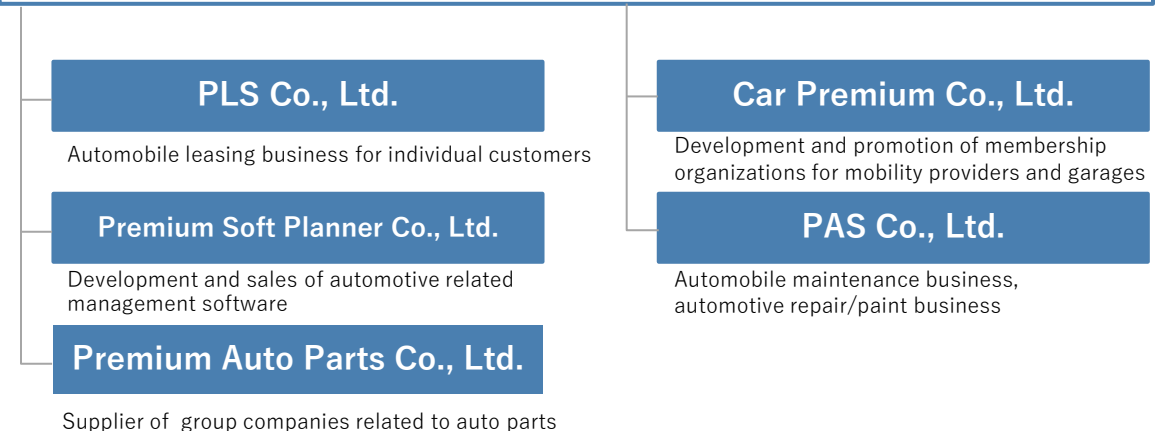 PLS Co., Ltd.
Automobile leasing business for individual customers
Premium Soft Planner Co., Ltd.
Development and sales of automotive related
management software
Premium Auto Parts Co., Ltd.
Supplier of group companies related to auto parts
Car Premium Co., Ltd.
Development and promotion of membership
organizations for mobility providers and garages
PAS Co., Ltd.
Automobile maintenance business,
automotive repair/paint business